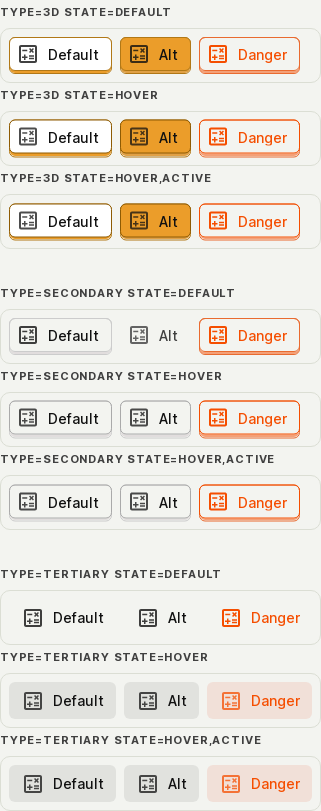 TYPE=3D STATE=DEFAULT
Default Alt Danger
TYPE=3D STATE=HOVER
Default Alt Danger
TYPE=3D STATE=HOVER,ACTIVE
Default Alt Danger
TYPE=SECONDARY STATE=DEFAULT
Default Alt Danger
TYPE=SECONDARY STATE=HOVER
Default Alt Danger
TYPE=SECONDARY STATE=HOVER,ACTIVE
Default Alt Danger
TYPE=TERTIARY STATE=DEFAULT
Default Alt Danger
TYPE=TERTIARY STATE=HOVER
Default Alt Danger
TYPE=TERTIARY STATE=HOVER,ACTIVE
Default Alt Danger